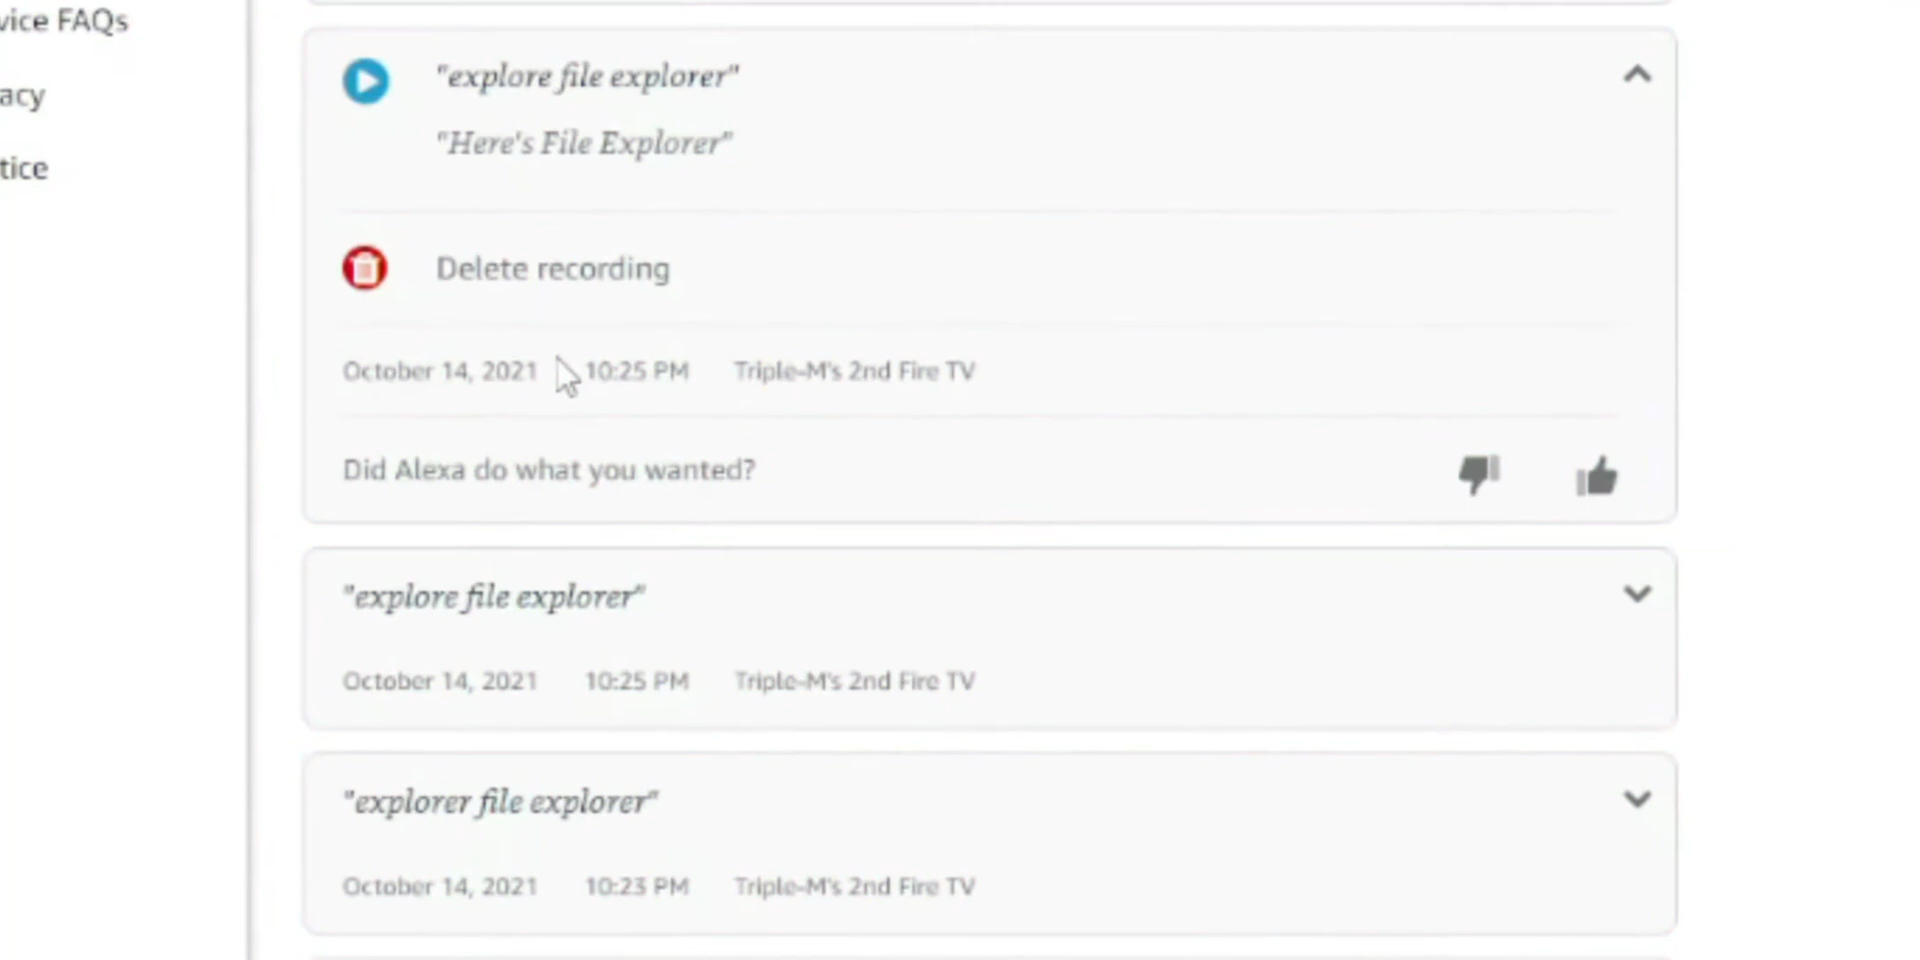 vice FAQs
acy
tice
"explore file explorer"
"Here's File Explorer"
Delete recording
October 14, 2021 10:25 PM Triple-M's 2nd Fire TV
Did Alexa do what you wanted?
"explore file explorer"
October 14, 2021 10:25 PM Triple-M's 2nd Fire TV
"explorer file explorer"
October 14, 2021 10:23 PM Triple-M's 2nd Fire TV